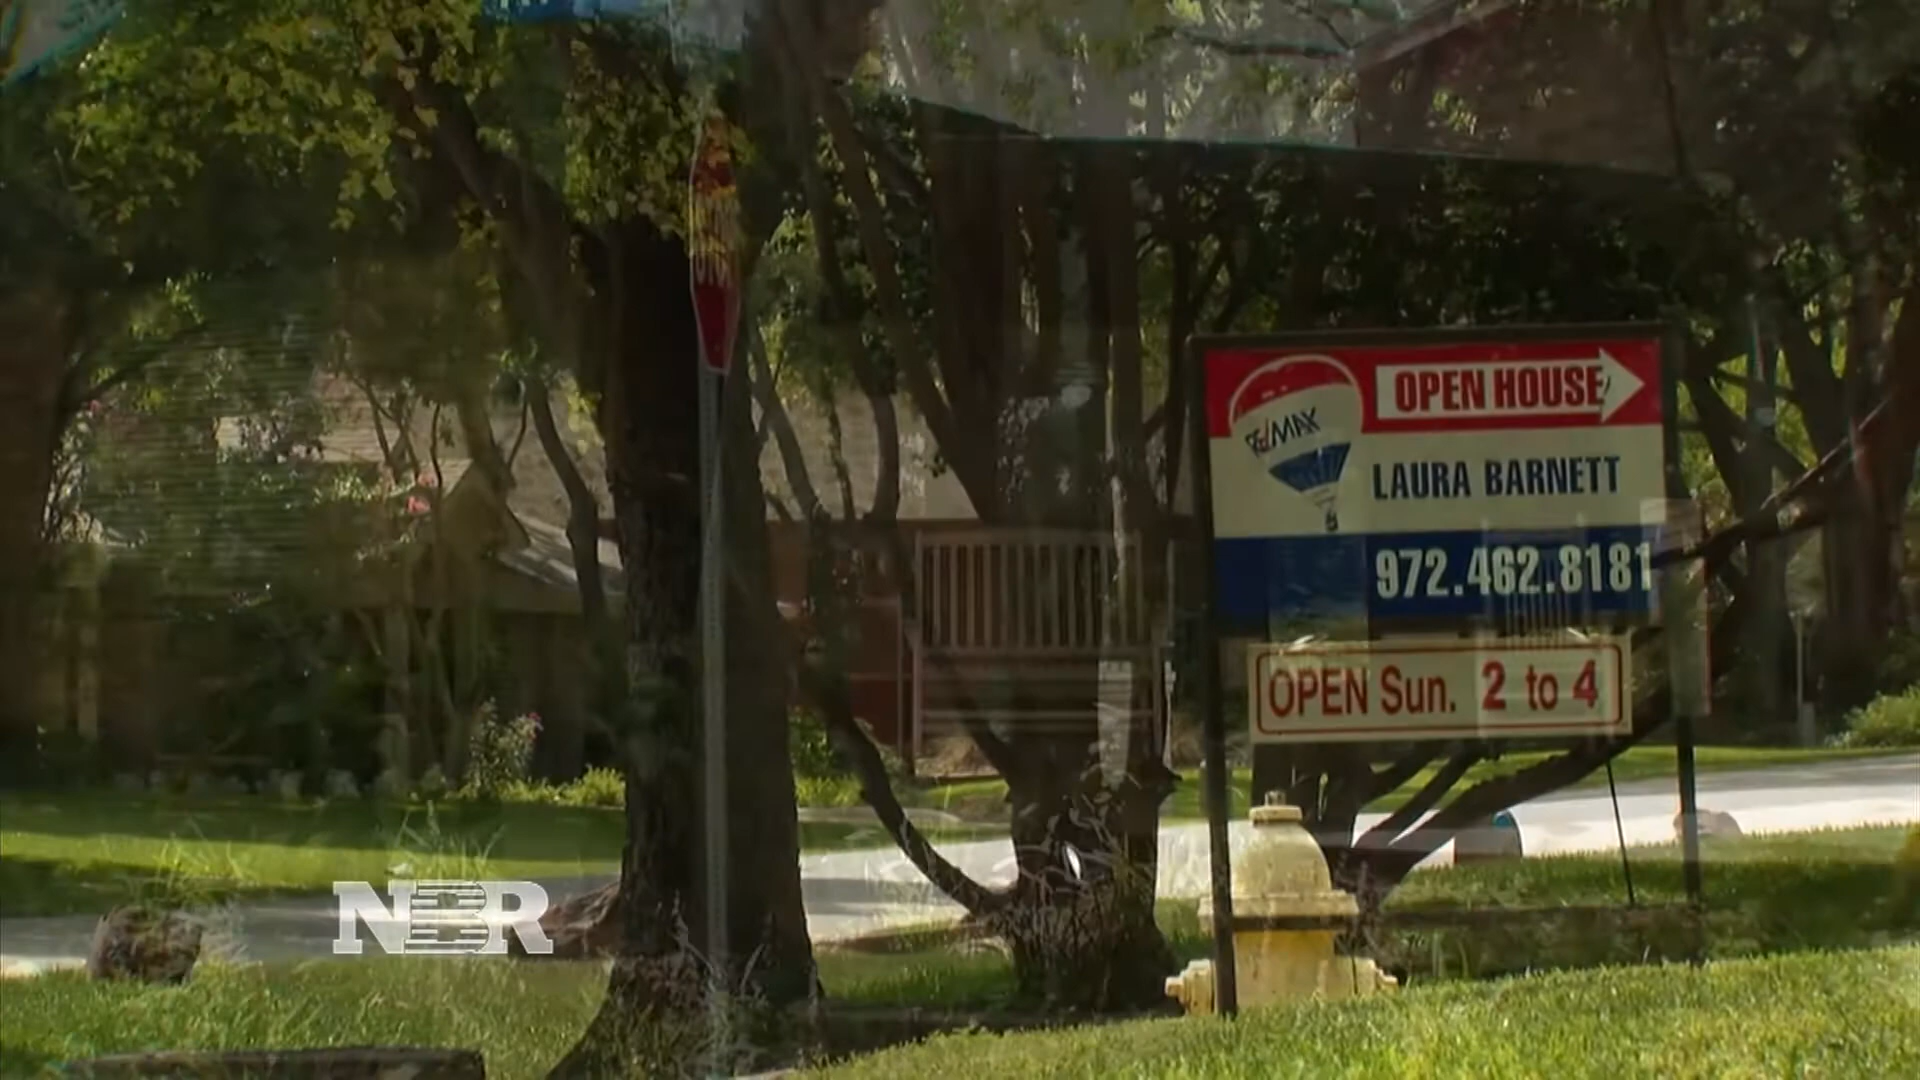 OPEN HOUSE
RE/MAX
LAURA BARNETT
972.462.8181
OPEN Sun. 2 to 4
NBR